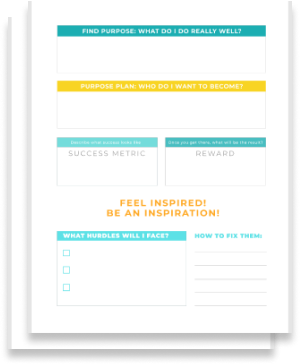 FIND PURPOSE: WHAT DO I DO REALLY WELL?
PURPOSE PLAN: WHO DO I WANT TO BECOME?
Describe what success looks like
SUCCESS METRIC
Once you get there, what will be the result?
REWARD
FEEL INSPIRED!
BE AN INSPIRATION!
WHAT HURDLES WILL I FACE?
HOW TO FIX THEM: